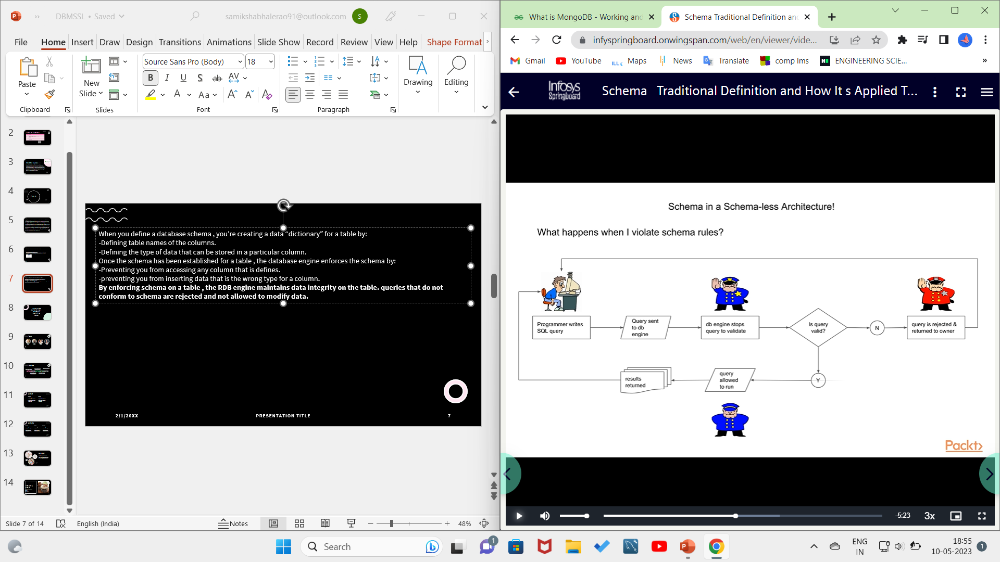 DBMSSL • Saved
samikshabhalerao91@outlook.com
S
File Home Insert Draw Design Transitions Animations Slide Show Record Review View Help Shape Format
Paste
Clipboard
New
Slide
Slides
Source Sans Pro (Body)
18
B I U S ab AV
A Aa A A A
Font
Paragraph
Drawing
Editing
2
3
4
5
6
7
8
9
10
11
12
13
14
When you define a database schema , you’re creating a data “dictionary” for a table by:
-Defining table names of the columns.
-Defining the type of data that can be stored in a particular column.
Once the schema has been established for a table , the database engine enforces the schema by:
-Preventing you from accessing any column that is defines.
-preventing you from inserting data that is the wrong type for a column.
By enforcing schema on a table , the RDB engine maintains data integrity on the table. queries that do not
conform to schema are rejected and not allowed to modify data.
2/1/20XX
PRESENTATION TITLE
7
Slide 7 of 14
English (India)
Notes
48%
What is MongoDB - Working and
Schema Traditional Definition an
infyspringboard.onwingspan.com/web/en/viewer/vide...
Gmail
YouTube
Maps
News
Translate
comp lms
ENGINEERING SCIE...
Infosys
Springboard
Schema Traditional Definition and How It s Applied T...
Schema in a Schema-less Architecture!
What happens when I violate schema rules?
Programmer writes
SQL query
Query sent
to db
engine
db engine stops
query to validate
Is query
valid?
N
query is rejected &
returned to owner
Y
query
allowed
to run
results
returned
Packt
-5:23
3x
Search
1
ENG
IN
18:55
10-05-2023
1